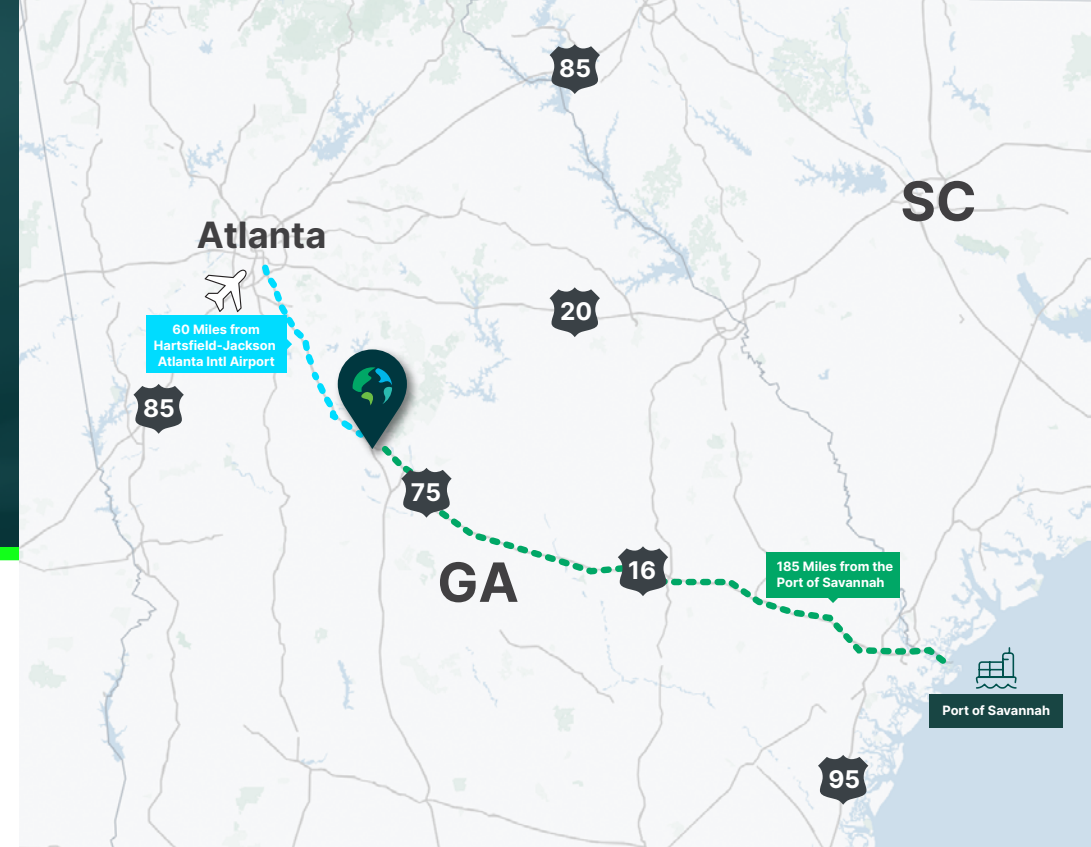 85
SC
Atlanta
20
60 Miles from
Hartsfield-Jackson
Atlanta Intl Airport
85
75
16
185 Miles from the
Port of Savannah
GA
Port of Savannah
95